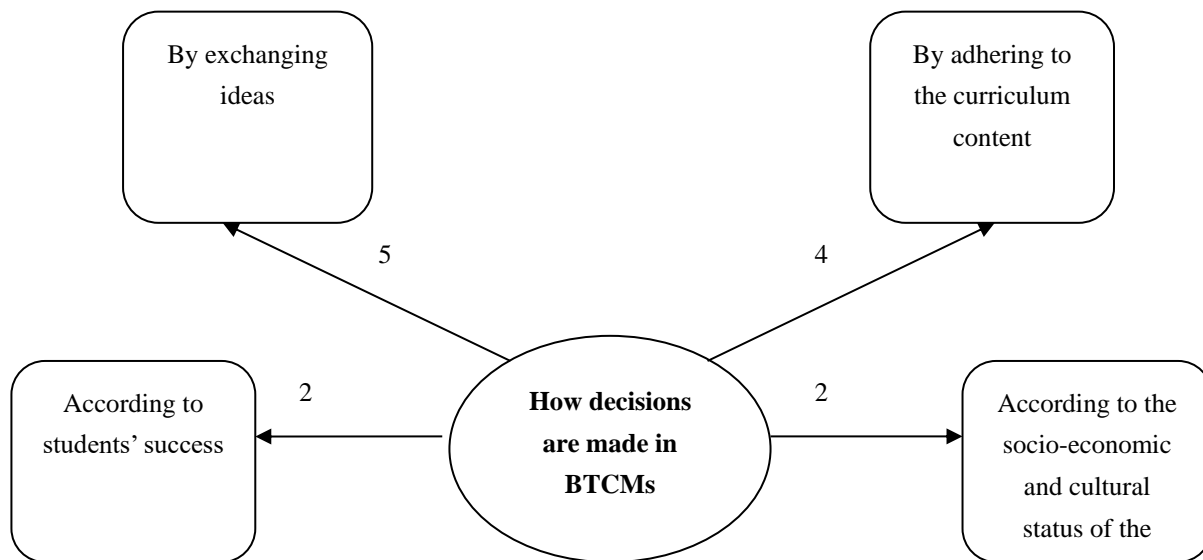 By exchanging
ideas
By adhering to
the curriculum
content
5
4
According to
students’ success
2
How decisions
are made in
BTCMs
2
According to the
socio-economic
and cultural
status of the